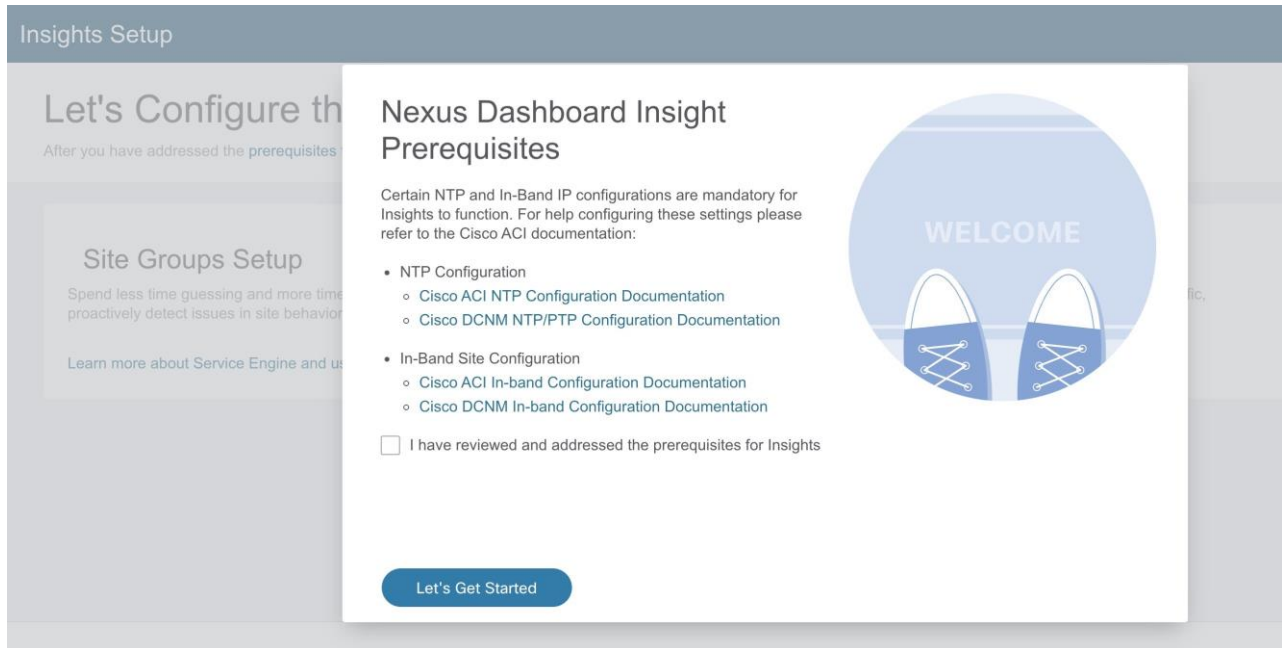 Insights Setup
Let's Configure th
After you have addressed the prerequisites
Nexus Dashboard Insight
Prerequisites
Certain NTP and In-Band IP configurations are mandatory for
Insights to function. For help configuring these settings please
refer to the Cisco ACI documentation:
• NTP Configuration
○ Cisco ACI NTP Configuration Documentation
○ Cisco DCNM NTP/PTP Configuration Documentation
• In-Band Site Configuration
○ Cisco ACI In-band Configuration Documentation
○ Cisco DCNM In-band Configuration Documentation
I have reviewed and addressed the prerequisites for Insights
Let's Get Started
WELCOME
Site Groups Setup
Spend less time guessing and more time
proactively detect issues in site behavior
Learn more about Service Engine and us
fic,